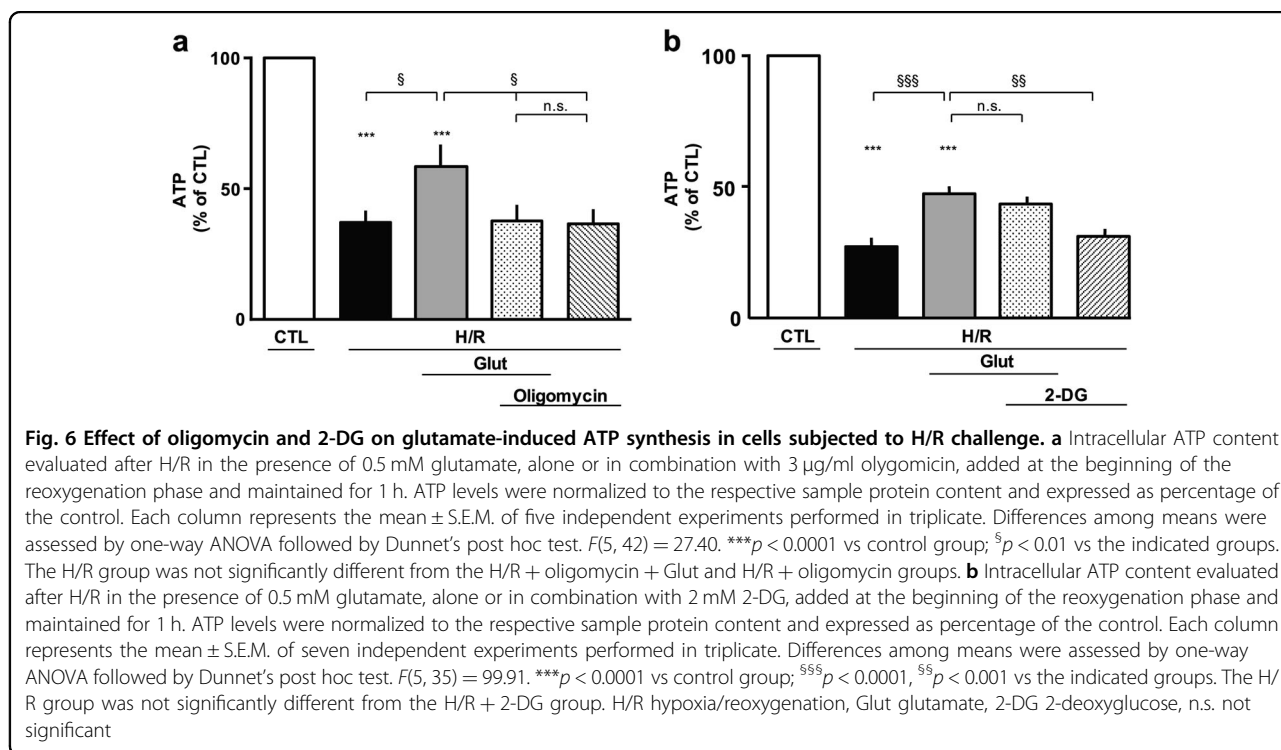 a
b
100
50
0
ATP
(% of CTL)
§
§
n.s.
***
***
CTL
H/R
Glut
Oligomycin
100
50
0
ATP
(% of CTL)
§§§
§§
n.s.
***
***
CTL
H/R
Glut
2-DG
Fig. 6 Effect of oligomycin and 2-DG on glutamate-induced ATP synthesis in cells subjected to H/R challenge. a Intracellular ATP content
evaluated after H/R in the presence of 0.5 mM glutamate, alone or in combination with 3 µg/ml olygomicin, added at the beginning of the
reoxygenation phase and maintained for 1 h. ATP levels were normalized to the respective sample protein content and expressed as percentage of
the control. Each column represents the mean ± S.E.M. of five independent experiments performed in triplicate. Differences among means were
assessed by one-way ANOVA followed by Dunnet's post hoc test. F(5, 42) = 27.40. ***p < 0.0001 vs control group; §p < 0.01 vs the indicated groups.
The H/R group was not significantly different from the H/R + oligomycin + Glut and H/R + oligomycin groups. b Intracellular ATP content evaluated
after H/R in the presence of 0.5 mM glutamate, alone or in combination with 2 mM 2-DG, added at the beginning of the reoxygenation phase and
maintained for 1 h. ATP levels were normalized to the respective sample protein content and expressed as percentage of the control. Each column
represents the mean ± S.E.M. of seven independent experiments performed in triplicate. Differences among means were assessed by one-way
ANOVA followed by Dunnet's post hoc test. F(5, 35) = 99.91. ***p < 0.0001 vs control group; §§§p < 0.0001, §§p < 0.001 vs the indicated groups. The H/
R group was not significantly different from the H/R + 2-DG group. H/R hypoxia/reoxygenation, Glut glutamate, 2-DG 2-deoxyglucose, n.s. not
significant